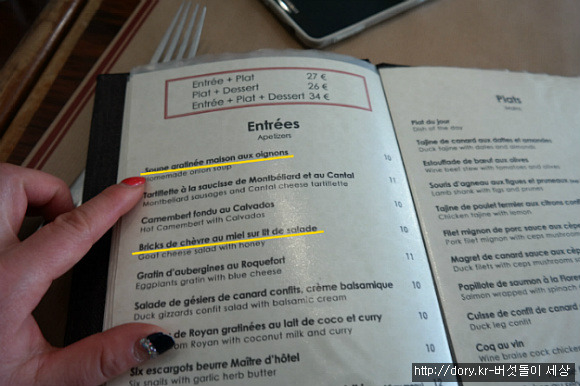 Entrée + Plat 27 €
Plat + Dessert 26 €
Entrée + Plat + Dessert 34 €
Entrées
Apetizers
gratinée maison aux oignons 10
Homemade onion soup
Tartiflette à la saucisse de Montbéliard et au Cantal 10
Montbéliard sausages and Cantal cheese tartiflette
Camembert fondu au Calvados 11
Hot Camembert with Calvados
Bricks de chèvre au miel sur lit de salade 11
Goat cheese salad with honey
Gratin d'aubergines au Roquefort
Eggplants gratin with blue cheese
Salade de gésiers de canard confits, crème balsamique
Duck gizzards confit salad with balsamic cream
de Royan gratinées au lait de coco et curry 10
from Royan with coconut milk and curry
Six escargots beurre Maître d'hôtel
Six snails with garlic herb butter
Plats
Mains
Plat du jour
Dish of the day
Tajine de canard aux dattes et amandes
Duck tajine with dates and almonds
Estouffade de bœuf aux olives
Wine beef stew with tomatoes and olives
Souris d'agneau aux figues et pruneaux
Lamb shank with figs and prunes
Tajine de poulet fermier aux citrons conf
Chicken tajine with lemon
Filet mignon de porc sauce aux cèpes
Pork filet mignon with ceps mushroom
Magret de canard sauce aux cèpes
Duck filets with ceps mushrooms
Papillote de saumon à la
Salmon wrapped with spinach
Cuisse de confit de canard
Duck leg confit
Coq au vin
Wine braise cock
http://dory.kr-버섯돌이 세상